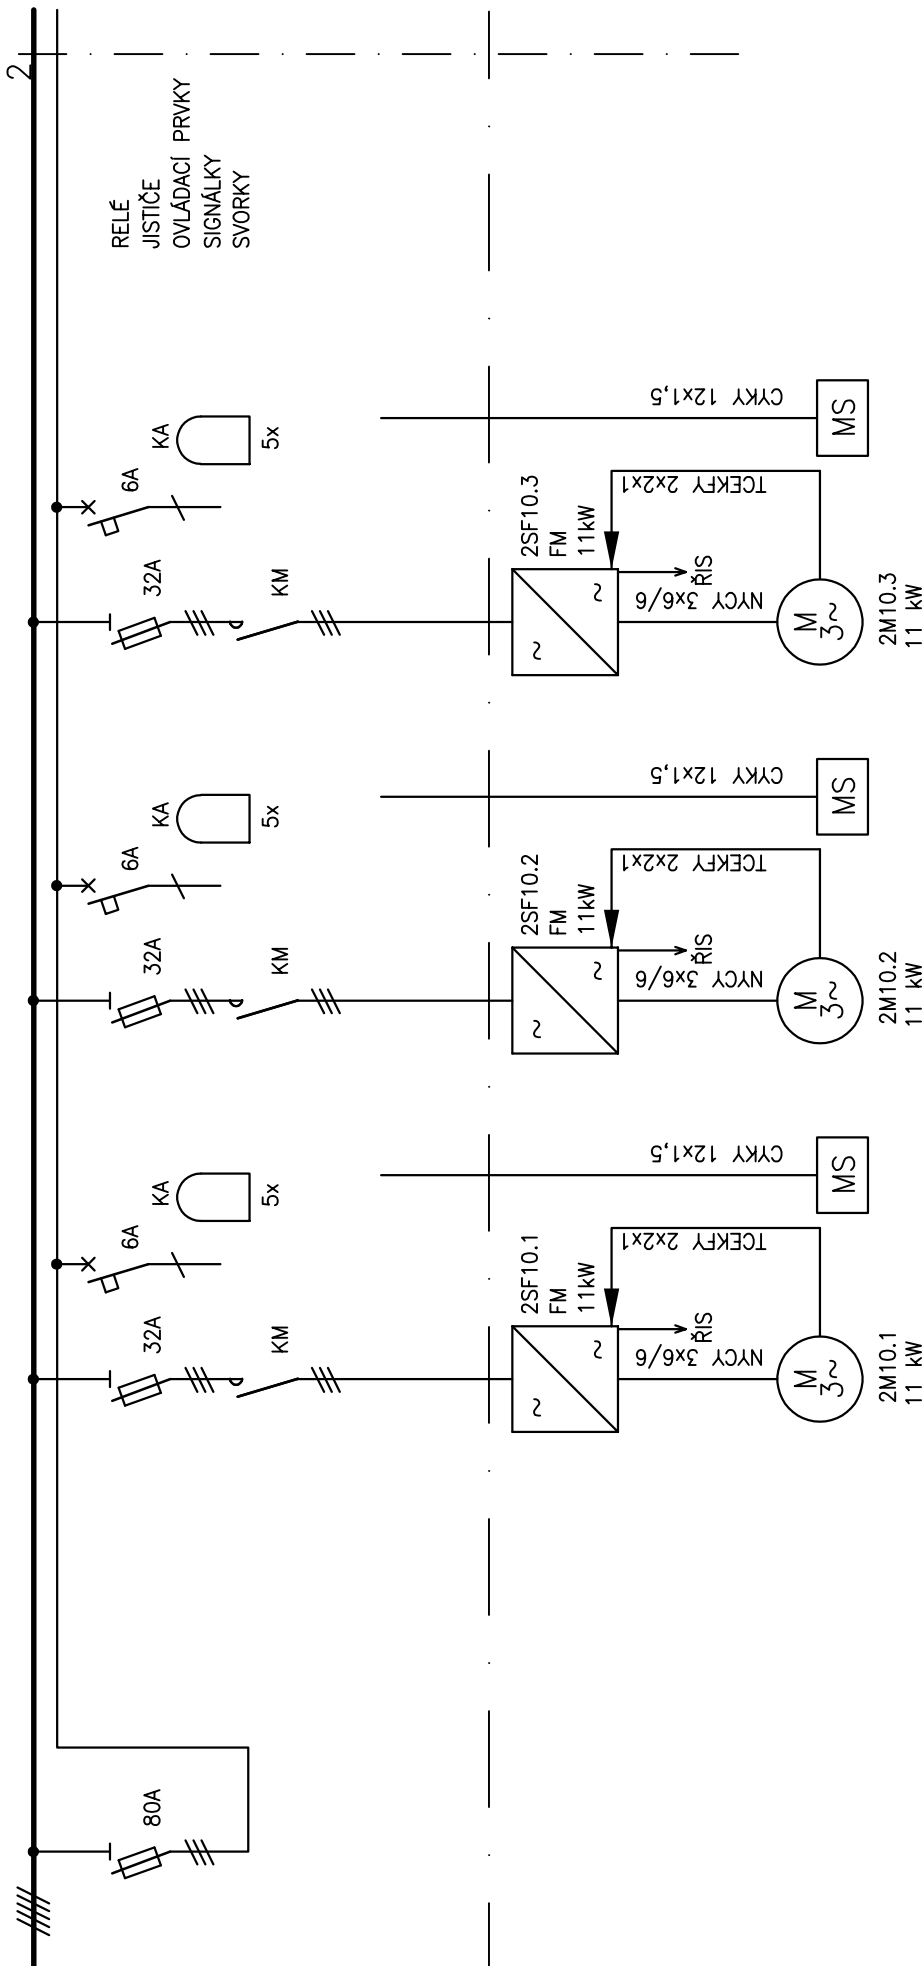 2
80A
32A
KM
6A
KA
5x
2SF10.1
FM
11kW
TCEKFY 2x2x1
ŘIS
NYCY 3x6/6
CYKY 12x1,5
MS
M
3~
2M10.1
11 kW
32A
KM
6A
KA
5x
2SF10.2
FM
11kW
TCEKFY 2x2x1
ŘIS
NYCY 3x6/6
CYKY 12x1,5
MS
M
3~
2M10.2
11 kW
32A
KM
6A
KA
5x
2SF10.3
FM
11kW
TCEKFY 2x2x1
ŘIS
NYCY 3x6/6
CYKY 12x1,5
MS
M
3~
2M10.3
11 kW
RELÉ
JISTIČE
OVLÁDACÍ PRVKY
SIGNÁLKY
SVORKY